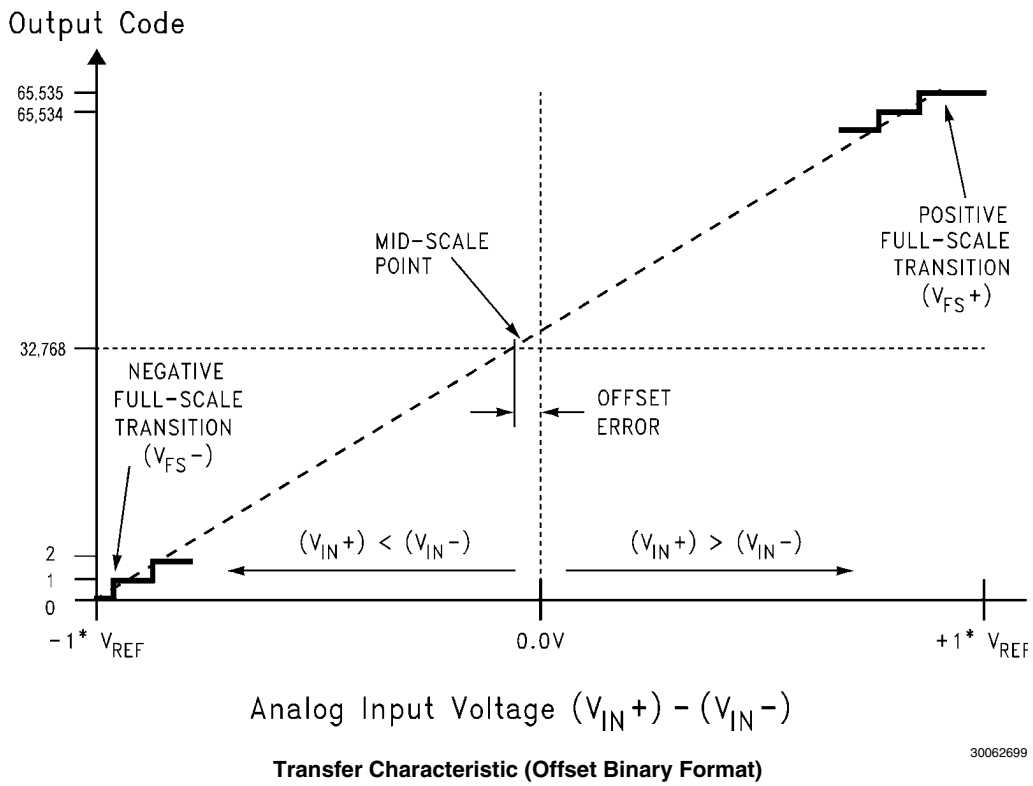 Output Code
65,535
65,534
POSITIVE
FULL-SCALE
TRANSITION
(VFS+)
MID-SCALE
POINT
32,768
NEGATIVE
FULL-SCALE
TRANSITION
(VFS-)
OFFSET
ERROR
(VIN+) < (VIN-)
(VIN+) > (VIN-)
2
1
0
-1* VREF
0.0V
+1* VREF
Analog Input Voltage (VIN+) - (VIN-)
30062699
Transfer Characteristic (Offset Binary Format)